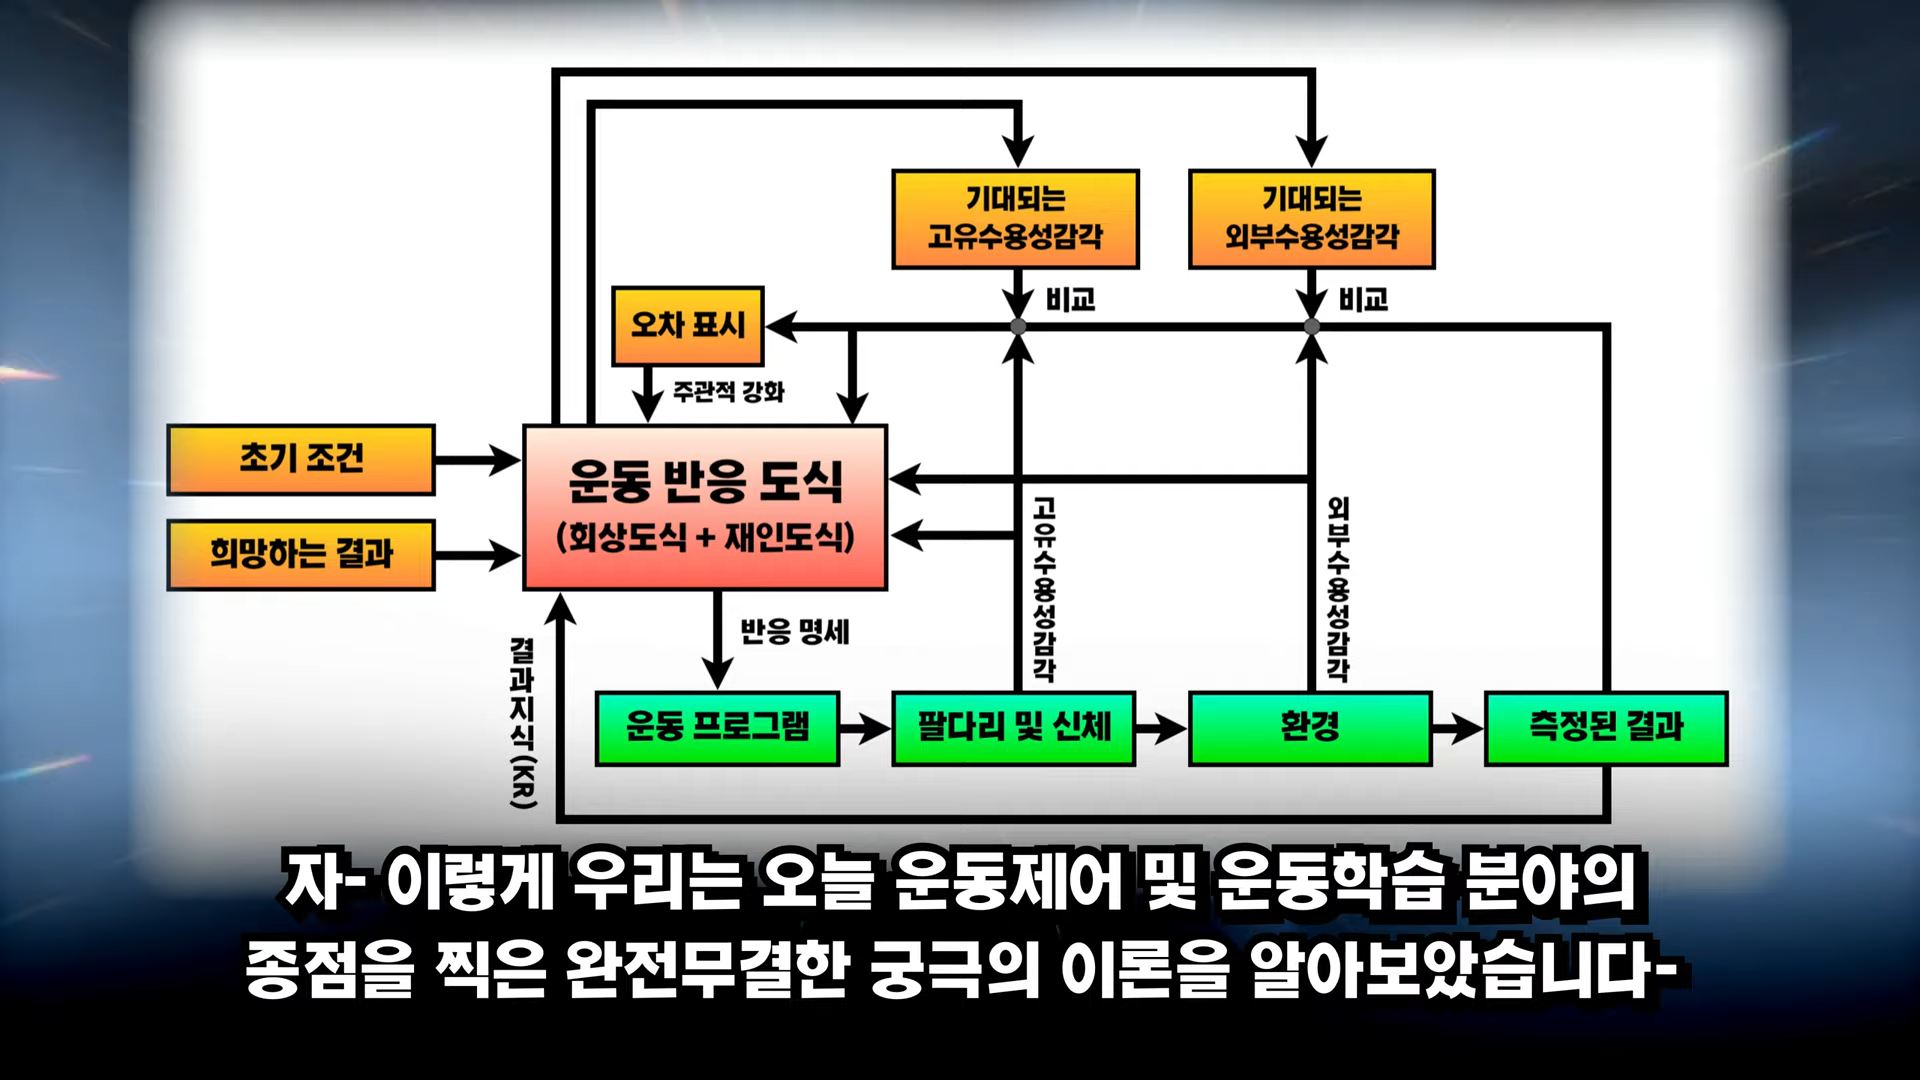 기대되는
고유수용성감각
기대되는
외부수용성감각
비교
비교
오차 표시
주관적 강화
초기 조건
희망하는 결과
운동 반응 도식
(회상도식 + 재인도식)
고유수용성감각
외부수용성감각
반응 명세
결과지식(KR)
운동 프로그램
팔다리 및 신체
환경
측정된 결과
자- 이렇게 우리는 오늘 운동제어 및 운동학습 분야의
종점을 찍은 완전무결한 궁극의 이론을 알아보았습니다-